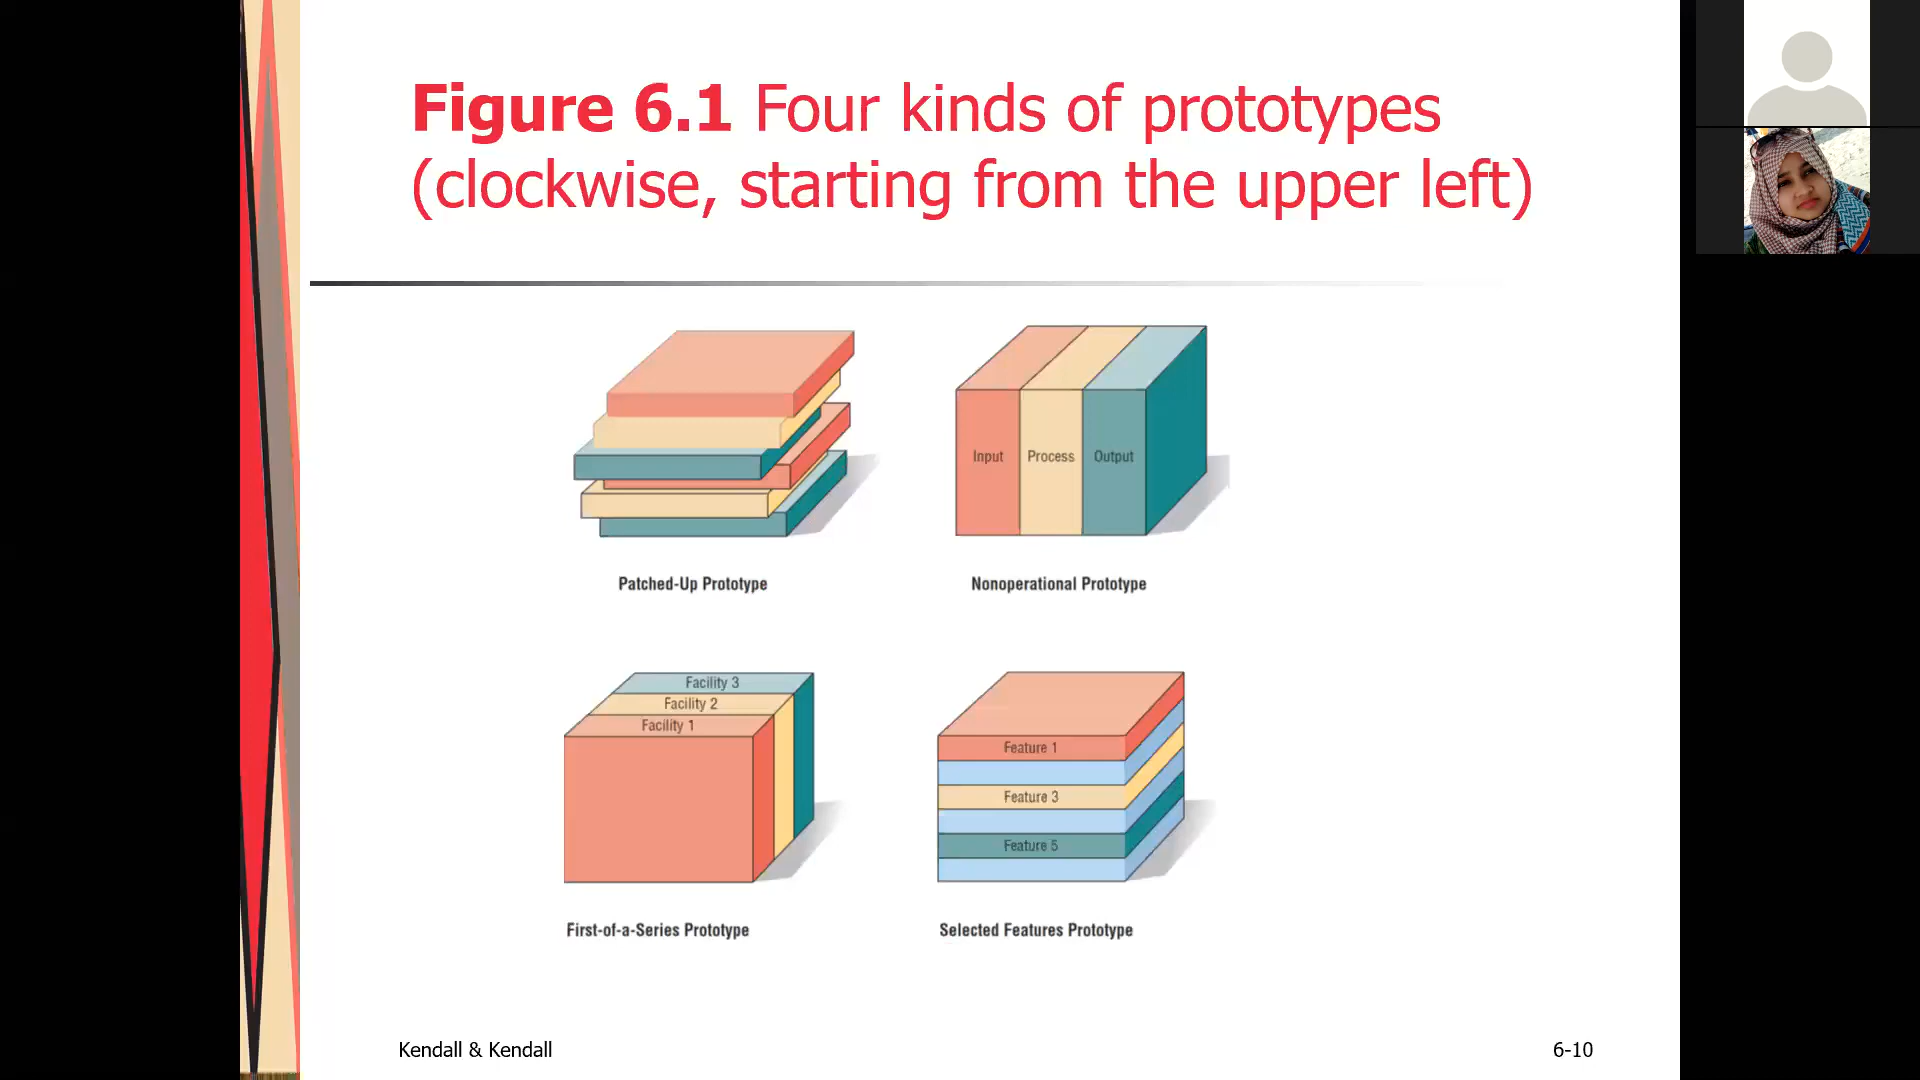 Figure 6.1 Four kinds of prototypes
(clockwise, starting from the upper left)
Input Process Output
Patched-Up Prototype
Nonoperational Prototype
Facility 3
Facility 2
Facility 1
Feature 1
Feature 3
Feature 5
First-of-a-Series Prototype
Selected Features Prototype
Kendall & Kendall
6-10